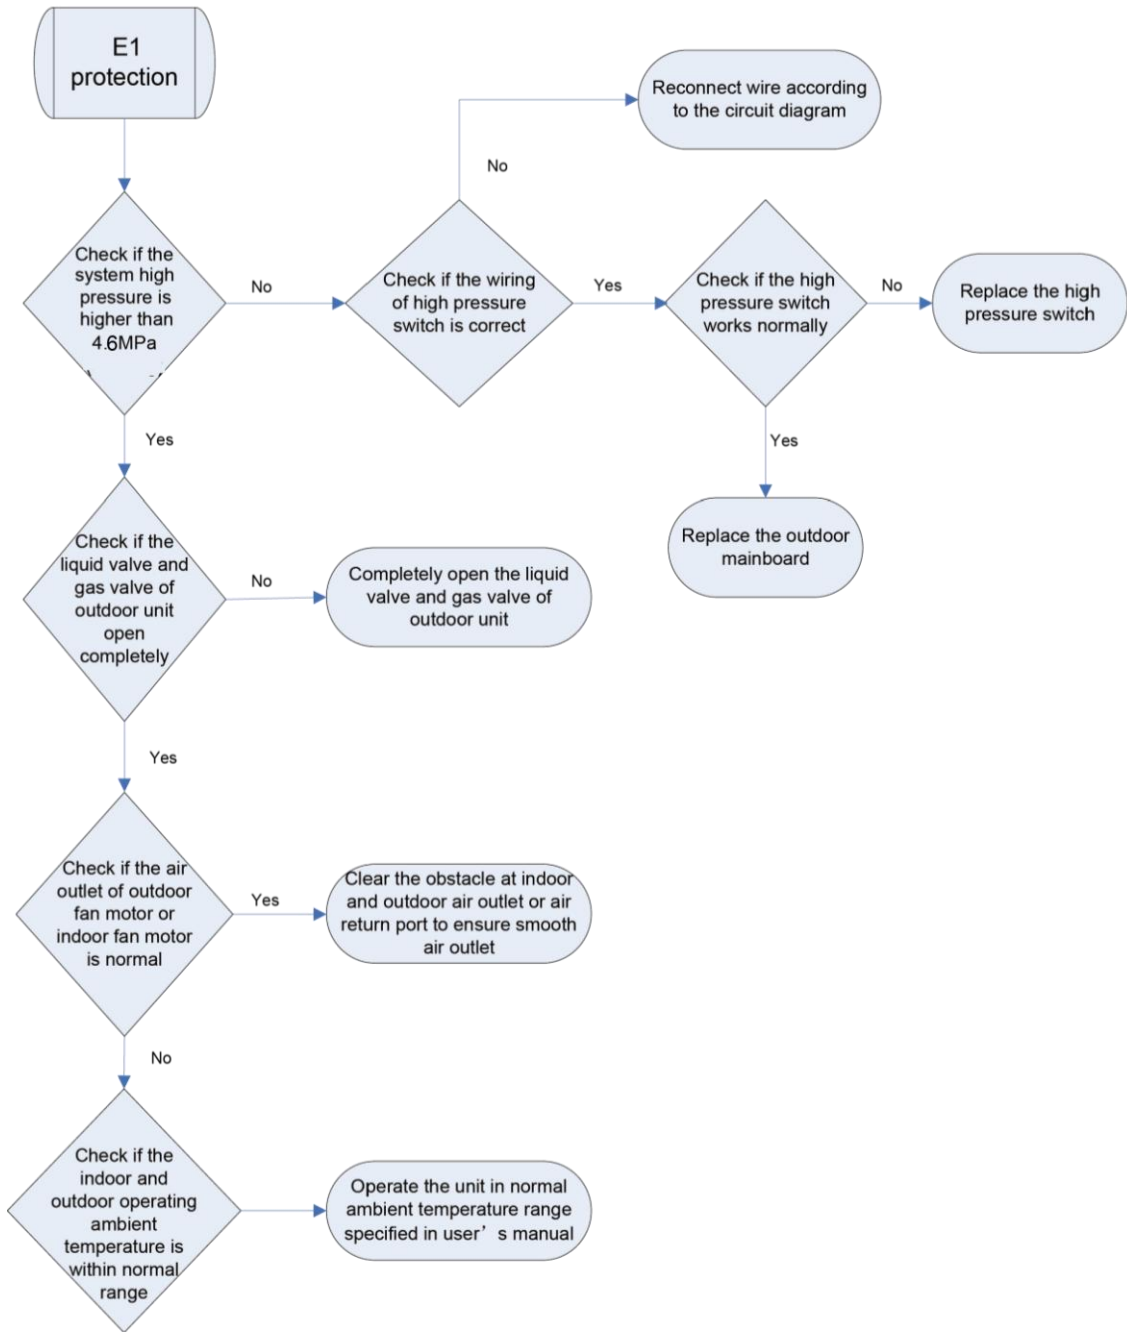 E1
protection
Reconnect wire according
to the circuit diagram
No
Check if the
system high
pressure is
higher than
4.6MPa
No
Check if the wiring
of high pressure
switch is correct
Yes
Check if the high
pressure switch
works normally
No
Replace the high
pressure switch
Yes
Yes
Replace the outdoor
mainboard
Check if the
liquid valve and
gas valve of
outdoor unit
open
completely
No
Completely open the liquid
valve and gas valve of
outdoor unit
Yes
Check if the air
outlet of outdoor
fan motor or
indoor fan motor
is normal
Yes
Clear the obstacle at indoor
and outdoor air outlet or air
return port to ensure smooth
air outlet
No
Check if the
indoor and
outdoor operating
ambient
temperature is
within normal
range
Operate the unit in normal
ambient temperature range
specified in user’ s manual